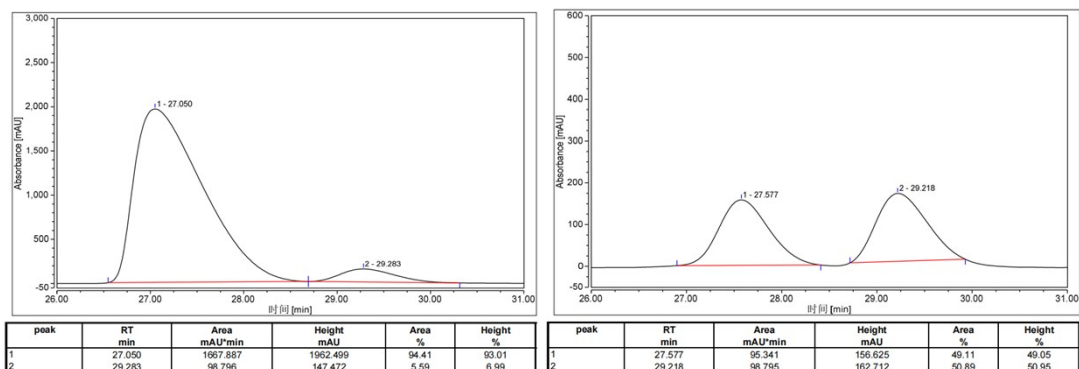 3,000
2,500
2,000
1,500
1,000
500
-50
Absorbance [mAU]
1 - 27.050
2 - 29.283
26.00 27.00 28.00 29.00 30.00 31.00
时间 [min]
peak RT Area Height Area Height
min mAU*min mAU % %
1 27.050 1667.887 1962.499 94.41 93.01
2 29.283 98.796 147.472 5.59 6.99
600
500
400
300
200
100
0
-50
Absorbance [mAU]
1 - 27.577
2 - 29.218
26.00 27.00 28.00 29.00 30.00 31.00
时间 [min]
peak RT Area Height Area Height
min mAU*min mAU % %
1 27.577 95.341 156.625 49.11 49.05
2 29.218 98.795 162.712 50.89 50.95